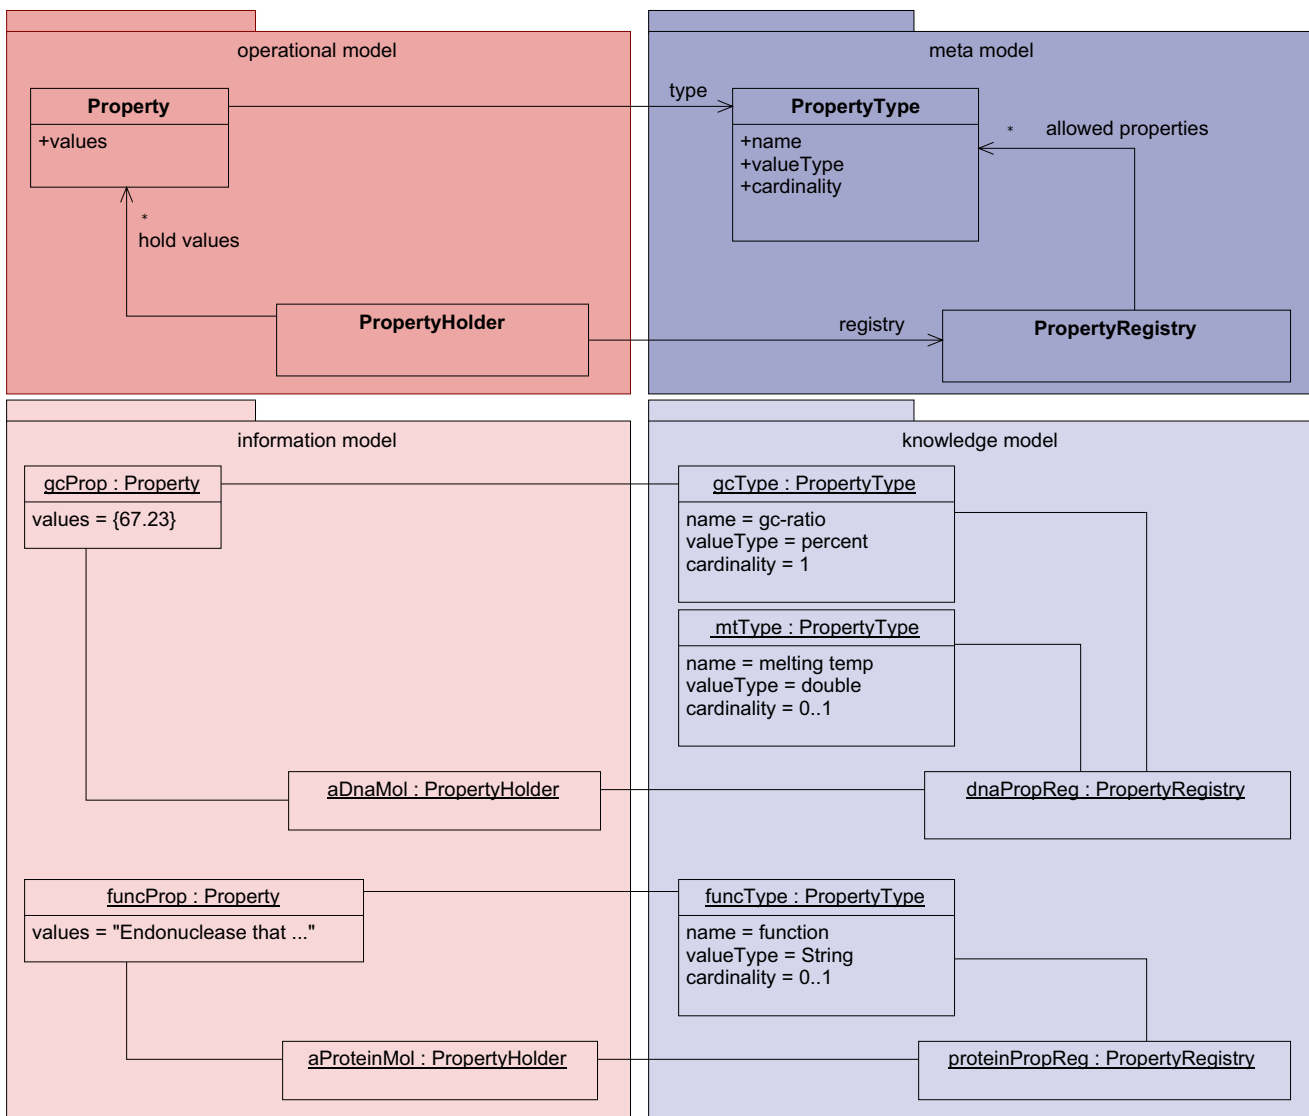 operational model
meta model
Property
+values
type
PropertyType
+name
+valueType
+cardinality
* allowed properties
*
hold values
PropertyHolder
registry
PropertyRegistry
information model
knowledge model
gcProp : Property
values = {67.23}
gcType : PropertyType
name = gc-ratio
valueType = percent
cardinality = 1
mtType : PropertyType
name = melting temp
valueType = double
cardinality = 0..1
aDnaMol : PropertyHolder
dnaPropReg : PropertyRegistry
funcProp : Property
values = "Endonuclease that ..."
funcType : PropertyType
name = function
valueType = String
cardinality = 0..1
aProteinMol : PropertyHolder
proteinPropReg : PropertyRegistry